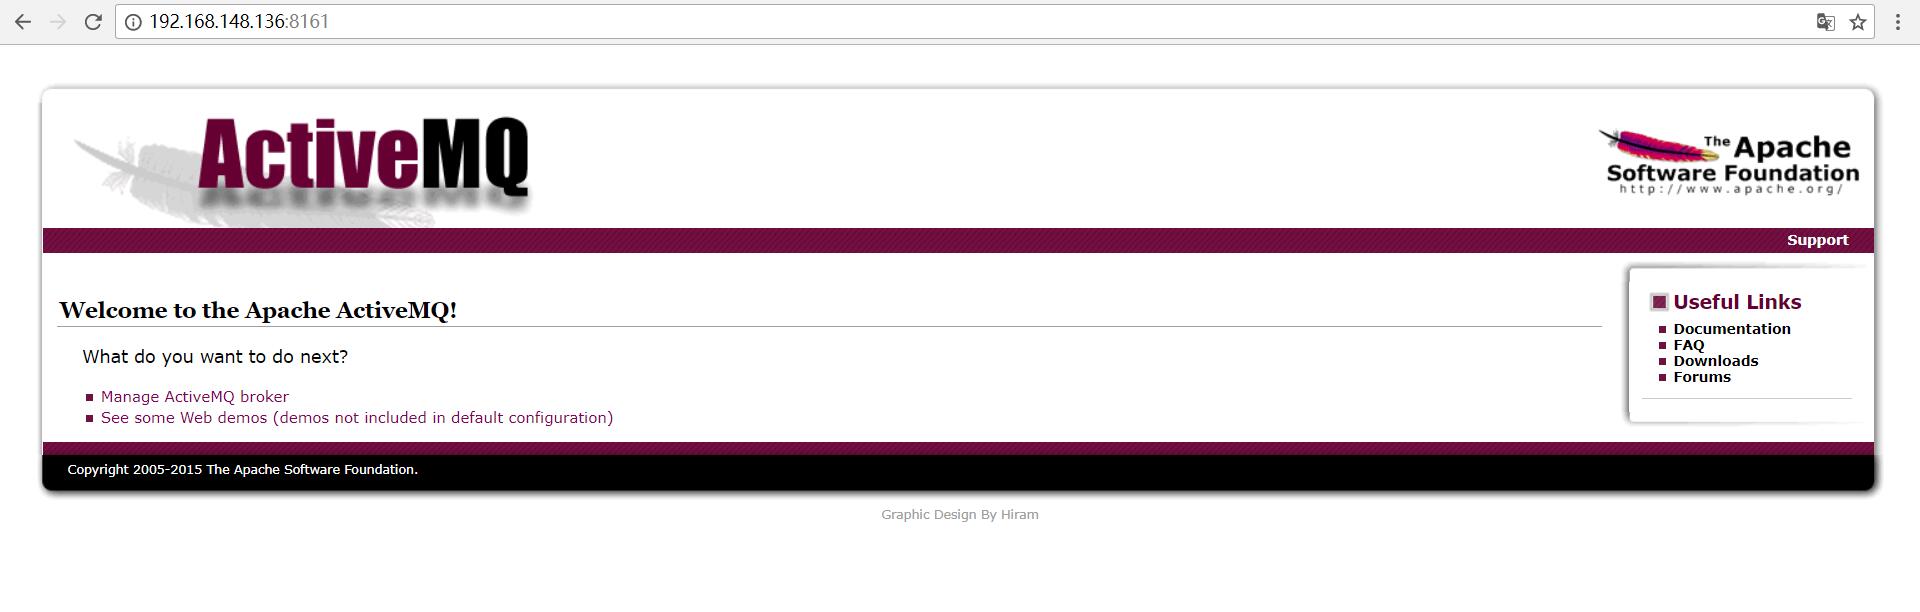 192.168.148.136:8161
ActiveMQ
The Apache
Software Foundation
http://www.apache.org/
Support
Welcome to the Apache ActiveMQ!
What do you want to do next?
Manage ActiveMQ broker
See some Web demos (demos not included in default configuration)
Useful Links
Documentation
FAQ
Downloads
Forums
Copyright 2005-2015 The Apache Software Foundation.
Graphic Design By Hiram